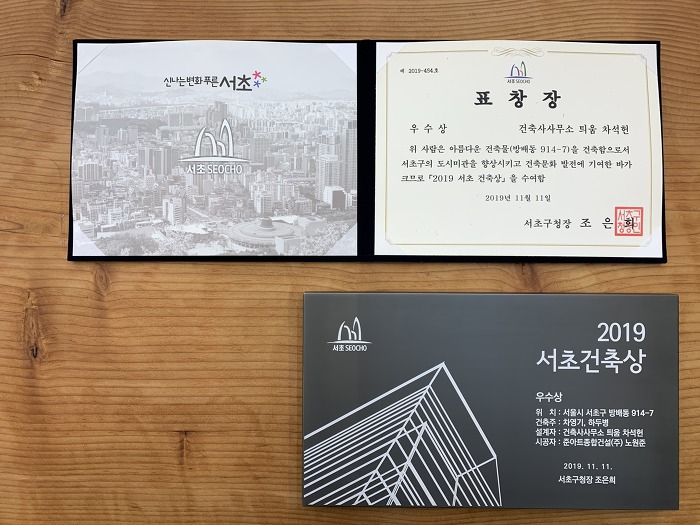 신나는 변화 푸른 서초
서초 SEOCHO
제 2019-454호
서초 SEOCHO
표창장
우수상 건축사사무소 틔움 차석헌
위 사람은 아름다운 건축물(방배동 914-7)을 건축함으로서
서초구의 도시미관을 향상시키고 건축문화 발전에 기여한 바가
크므로 「2019 서초 건축상」을 수여함
2019년 11월 11일
서초구청장 조은희
서초 SEOCHO
2019
서초건축상
우수상
위 치 : 서울시 서초구 방배동 914-7
건축주 : 차영기, 하두병
설계자 : 건축사사무소 틔움 차석헌
시공자 : 준아트종합건설(주) 노원준
2019. 11. 11.
서초구청장 조은희